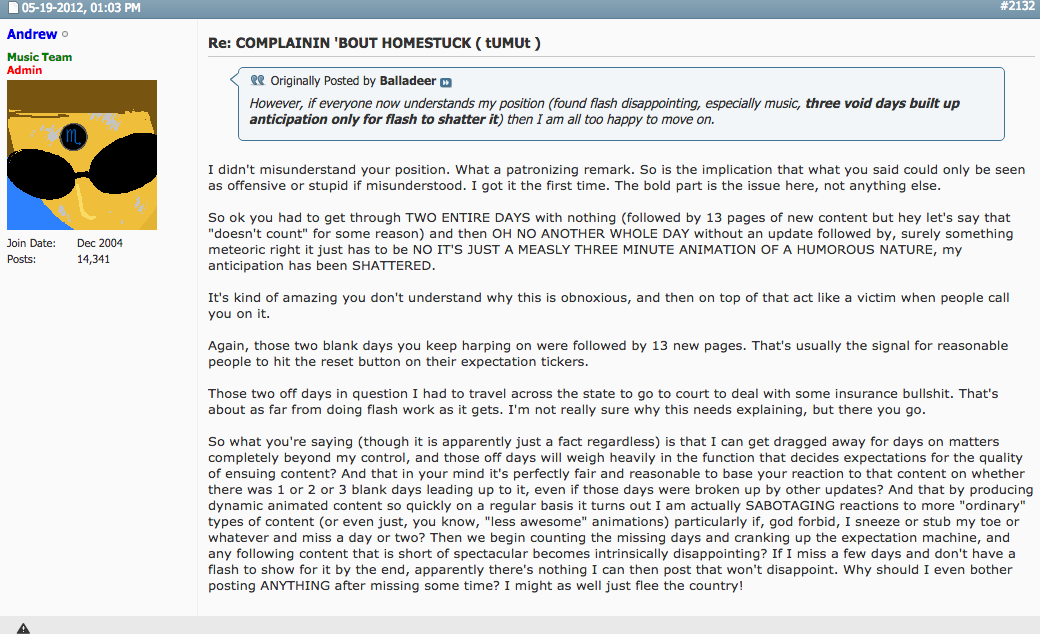 05-19-2012, 01:03 PM
#2132
Andrew
Music Team
Admin
♏
Join Date: Dec 2004
Posts: 14,341
Re: COMPLAININ 'BOUT HOMESTUCK ( tUMUt )
Originally Posted by Balladeer
However, if everyone now understands my position (found flash disappointing, especially music, three void days built up
anticipation only for flash to shatter it) then I am all too happy to move on.
I didn't misunderstand your position. What a patronizing remark. So is the implication that what you said could only be seen
as offensive or stupid if misunderstood. I got it the first time. The bold part is the issue here, not anything else.
So ok you had to get through TWO ENTIRE DAYS with nothing (followed by 13 pages of new content but hey let's say that
"doesn't count" for some reason) and then OH NO ANOTHER WHOLE DAY without an update followed by, surely something
meteoric right it just has to be NO IT'S JUST A MEASLY THREE MINUTE ANIMATION OF A HUMOROUS NATURE, my
anticipation has been SHATTERED.
It's kind of amazing you don't understand why this is obnoxious, and then on top of that act like a victim when people call
you on it.
Again, those two blank days you keep harping on were followed by 13 new pages. That's usually the signal for reasonable
people to hit the reset button on their expectation tickers.
Those two off days in question I had to travel across the state to go to court to deal with some insurance bullshit. That's
about as far from doing flash work as it gets. I'm not really sure why this needs explaining, but there you go.
So what you're saying (though it is apparently just a fact regardless) is that I can get dragged away for days on matters
completely beyond my control, and those off days will weigh heavily in the function that decides expectations for the quality
of ensuing content? And that in your mind it's perfectly fair and reasonable to base your reaction to that content on whether
there was 1 or 2 or 3 blank days leading up to it, even if those days were broken up by other updates? And that by producing
dynamic animated content so quickly on a regular basis it turns out I am actually SABOTAGING reactions to more "ordinary"
types of content (or even just, you know, "less awesome" animations) particularly if, god forbid, I sneeze or stub my toe or
whatever and miss a day or two? Then we begin counting the missing days and cranking up the expectation machine, and
any following content that is short of spectacular becomes intrinsically disappointing? If I miss a few days and don't have a
flash to show for it by the end, apparently there's nothing I can then post that won't disappoint. Why should I even bother
posting ANYTHING after missing some time? I might as well just flee the country!